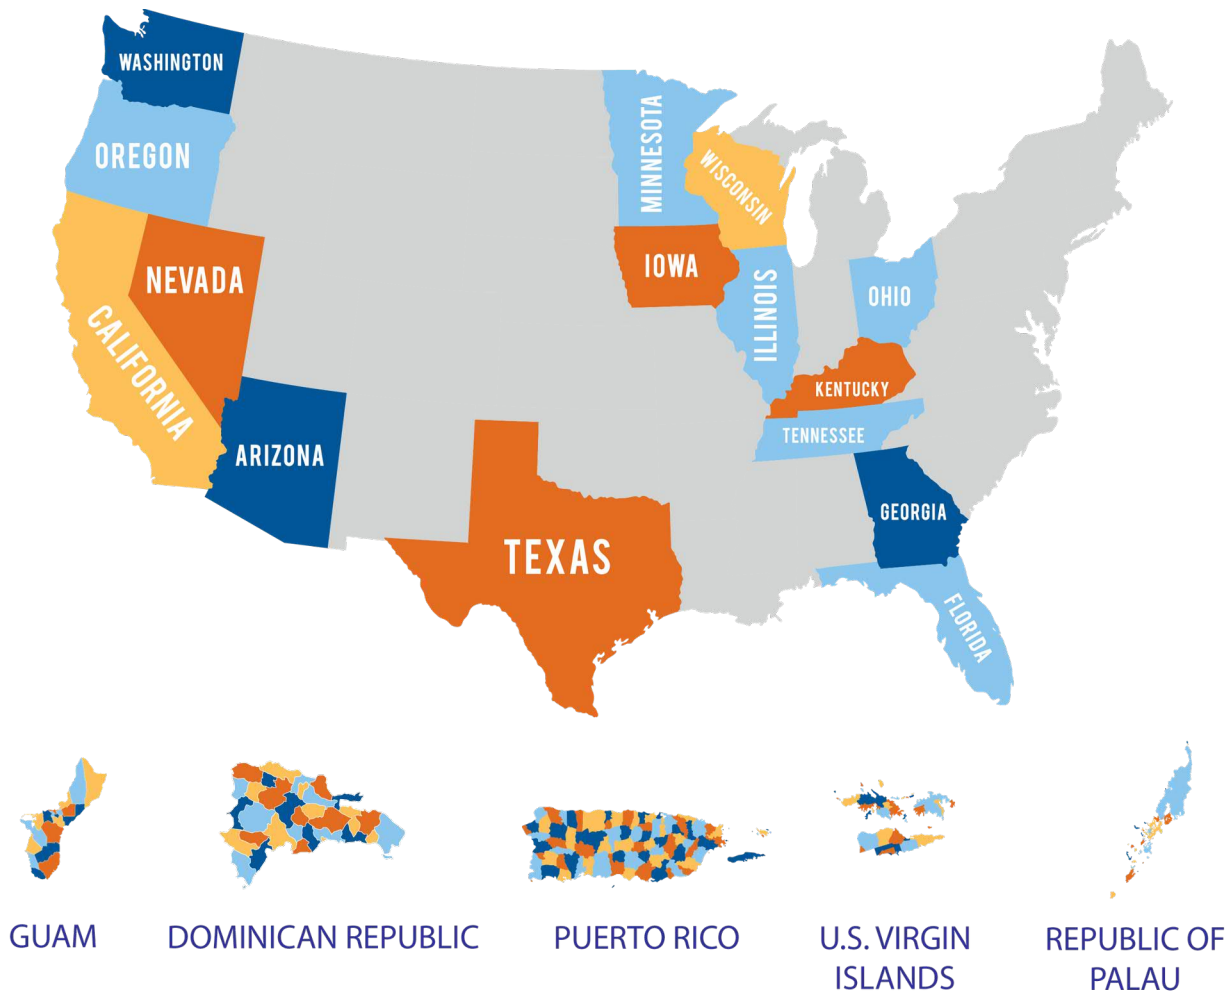 WASHINGTON
OREGON
MINNESOTA
WISCONSIN
NEVADA
IOWA
ILLINOIS
OHIO
CALIFORNIA
KENTUCKY
TENNESSEE
ARIZONA
GEORGIA
TEXAS
FLORIDA
GUAM
DOMINICAN REPUBLIC
PUERTO RICO
U.S. VIRGIN
ISLANDS
REPUBLIC OF
PALAU